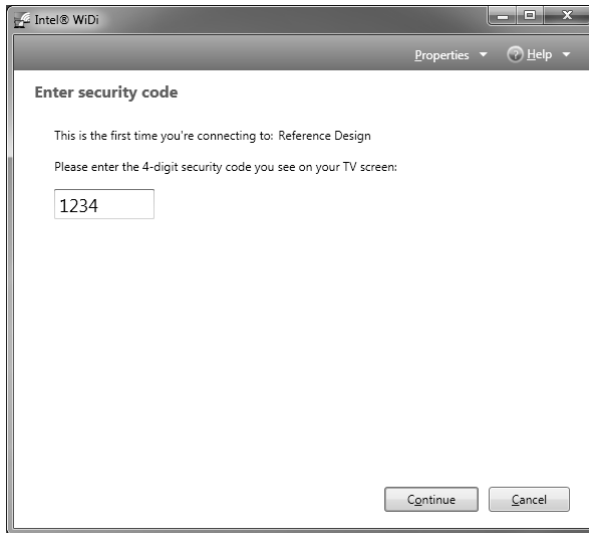 Intel® WiDi
Properties Help
Enter security code
This is the first time you're connecting to: Reference Design
Please enter the 4-digit security code you see on your TV screen:
1234
Continue Cancel